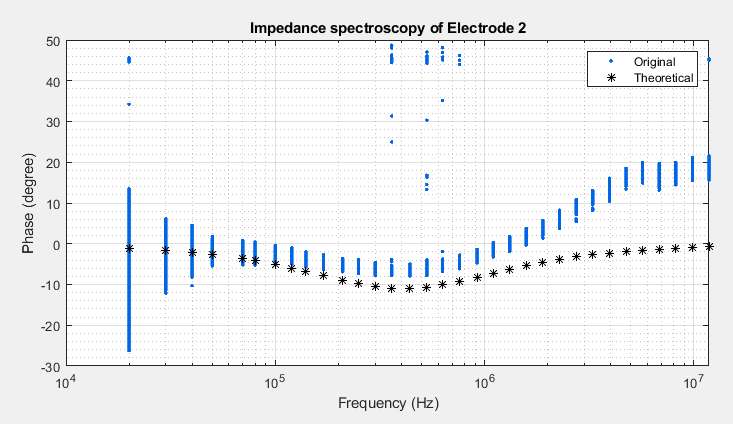 Impedance spectroscopy of Electrode 2
50
40
30
20
10
0
-10
-20
-30
Phase (degree)
10^4
10^5
10^6
10^7
Frequency (Hz)
Original
Theoretical